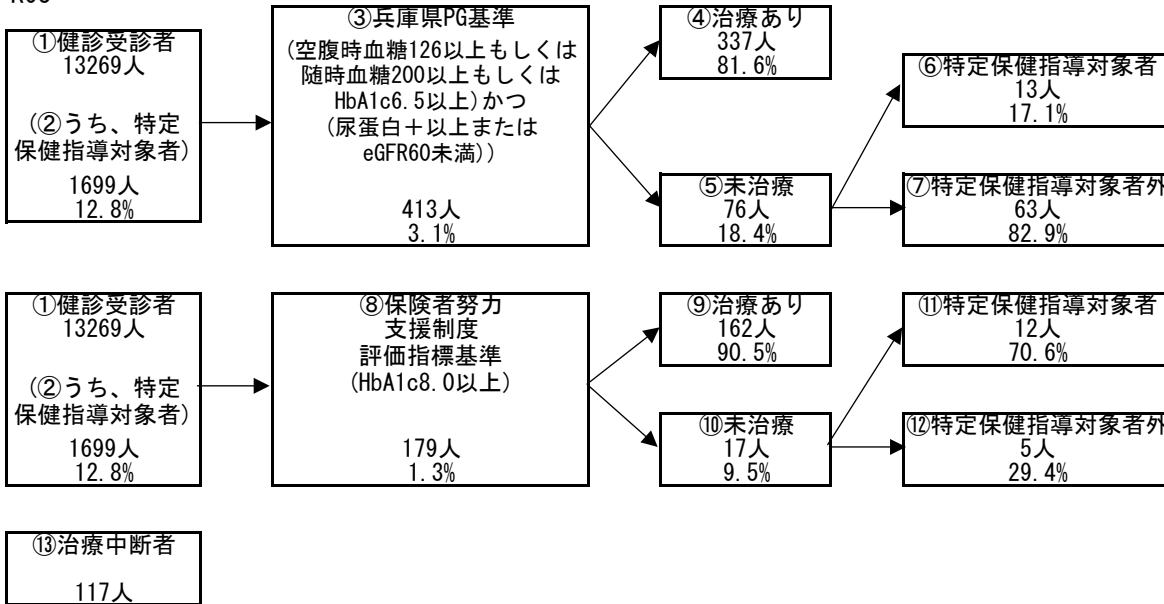 ①健診受診者
13269人
(②うち、特定
保健指導対象者)
1699人
12.8%
③兵庫県PG基準
(空腹時血糖126以上もしくは
随時血糖200以上もしくは
HbA1c6.5以上)かつ
(尿蛋白＋以上または
eGFR60未満))
413人
3.1%
④治療あり
337人
81.6%
⑤未治療
76人
18.4%
⑥特定保健指導対象者
13人
17.1%
⑦特定保健指導対象者外
63人
82.9%
①健診受診者
13269人
(②うち、特定
保健指導対象者)
1699人
12.8%
⑧保険者努力
支援制度
評価指標基準
(HbA1c8.0以上)
179人
1.3%
⑨治療あり
162人
90.5%
⑩未治療
17人
9.5%
⑪特定保健指導対象者
12人
70.6%
⑫特定保健指導対象者外
5人
29.4%
⑬治療中断者
117人